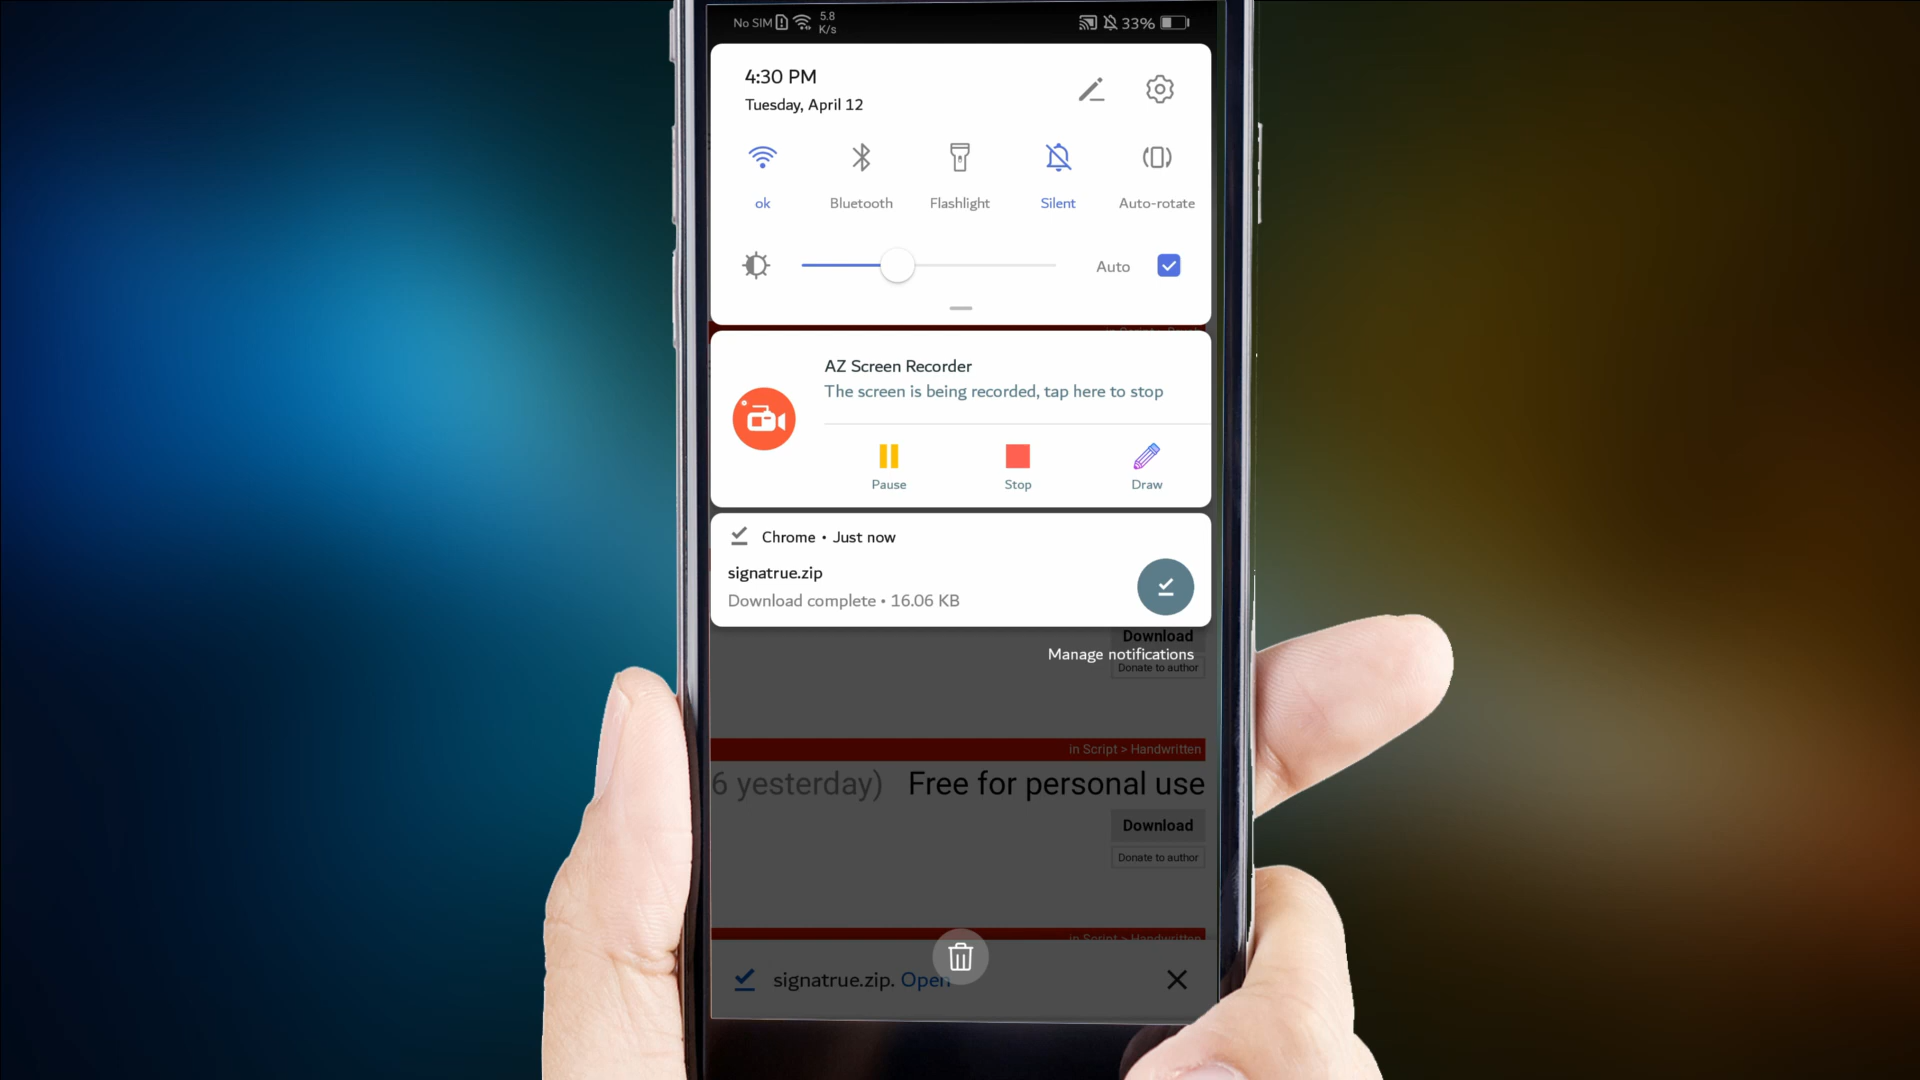 No SIM 5.8 K/s 33%
4:30 PM
Tuesday, April 12
ok Bluetooth Flashlight Silent Auto-rotate
Auto
AZ Screen Recorder
The screen is being recorded, tap here to stop
Pause Stop Draw
Chrome • Just now
signatrue.zip
Download complete • 16.06 KB
Download
Manage notifications
Donate to author
in Script > Handwritten
6 yesterday) Free for personal use
Download
Donate to author
in Script > Handwritten
signatrue.zip. Open